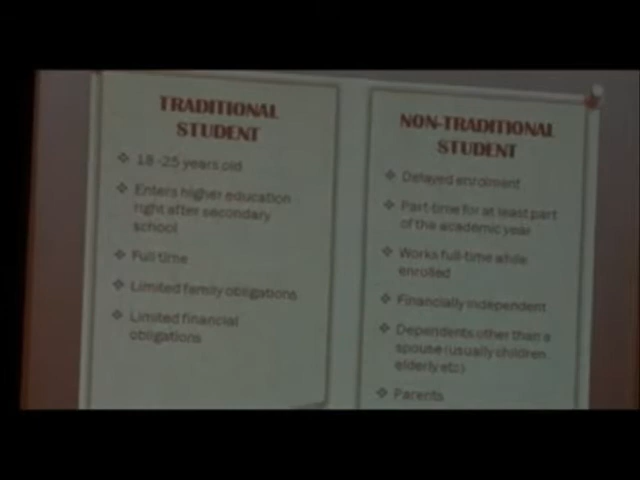 TRADITIONAL
STUDENT
❖ 18-25 years old
❖ Enters higher education
right after secondary
school
❖ Full time
❖ Limited family obligations
❖ Limited financial
obligations
NON-TRADITIONAL
STUDENT
❖ Delayed enrolment
❖ Part-time for at least part
of the academic year
❖ Works full-time while
enrolled
❖ Financially independent
❖ Dependents other than a
spouse (usually children,
elderly etc)
❖ Parents